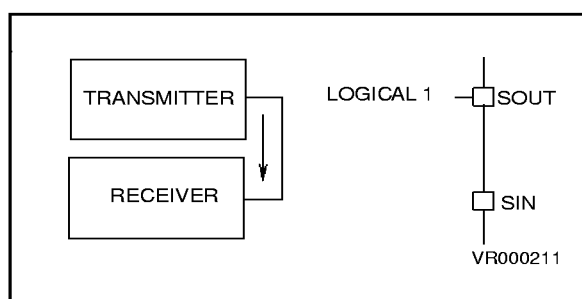 TRANSMITTER
LOGICAL 1
SOUT
RECEIVER
SIN
VR000211